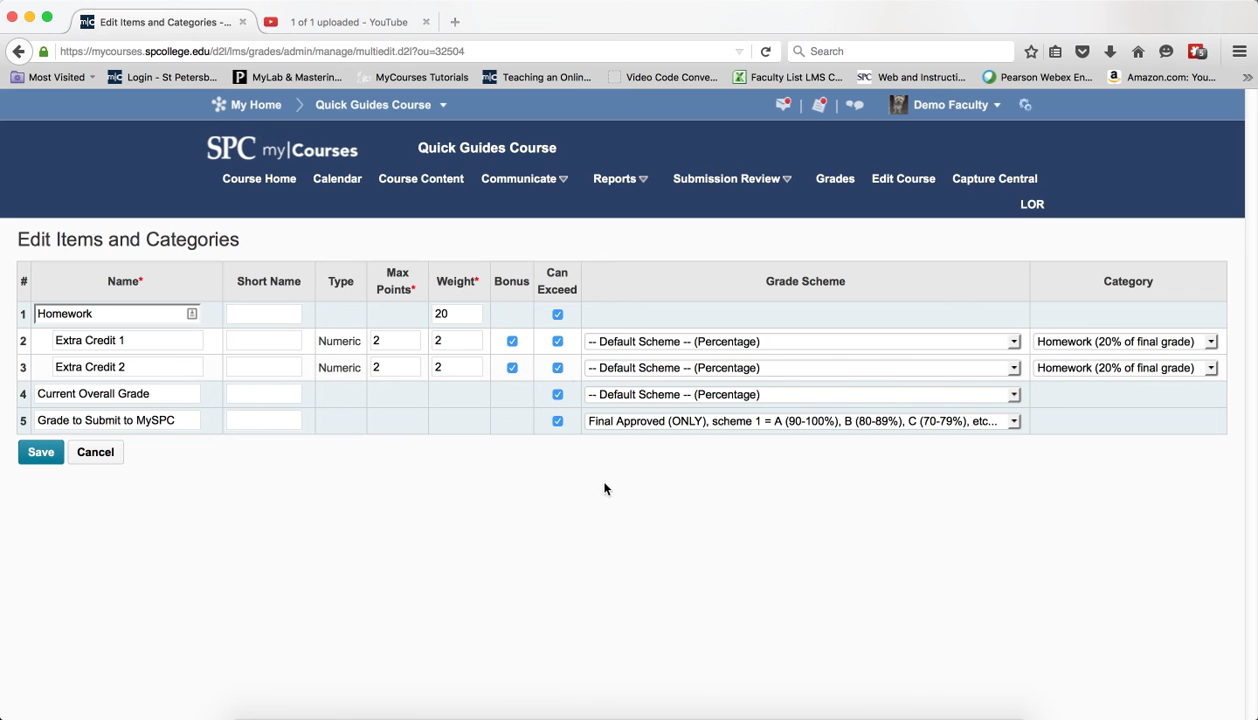 Edit Items and Categories -...
1 of 1 uploaded - YouTube
https://mycourses.spcollege.edu/d2l/lms/grades/admin/manage/multiedit.d2l?ou=32504
Search
5
Most Visited
m|c Login - St Petersb...
P MyLab & Masterin...
MyCourses Tutorials
m|c Teaching an Onlin...
Video Code Conve...
Faculty List LMS C...
SPC Web and Instructi...
Pearson Webex En...
a Amazon.com: You...
»
My Home
Quick Guides Course
Demo Faculty
SPC my|Courses
Quick Guides Course
Course Home Calendar Course Content Communicate Reports Submission Review Grades Edit Course Capture Central
LOR
Edit Items and Categories
# Name* Short Name Type Max Points* Weight* Bonus Can Exceed Grade Scheme Category
1 Homework 20
2 Extra Credit 1 Numeric 2 2 -- Default Scheme -- (Percentage) Homework (20% of final grade)
3 Extra Credit 2 Numeric 2 2 -- Default Scheme -- (Percentage) Homework (20% of final grade)
4 Current Overall Grade -- Default Scheme -- (Percentage)
5 Grade to Submit to MySPC Final Approved (ONLY), scheme 1 = A (90-100%), B (80-89%), C (70-79%), etc...
Save Cancel